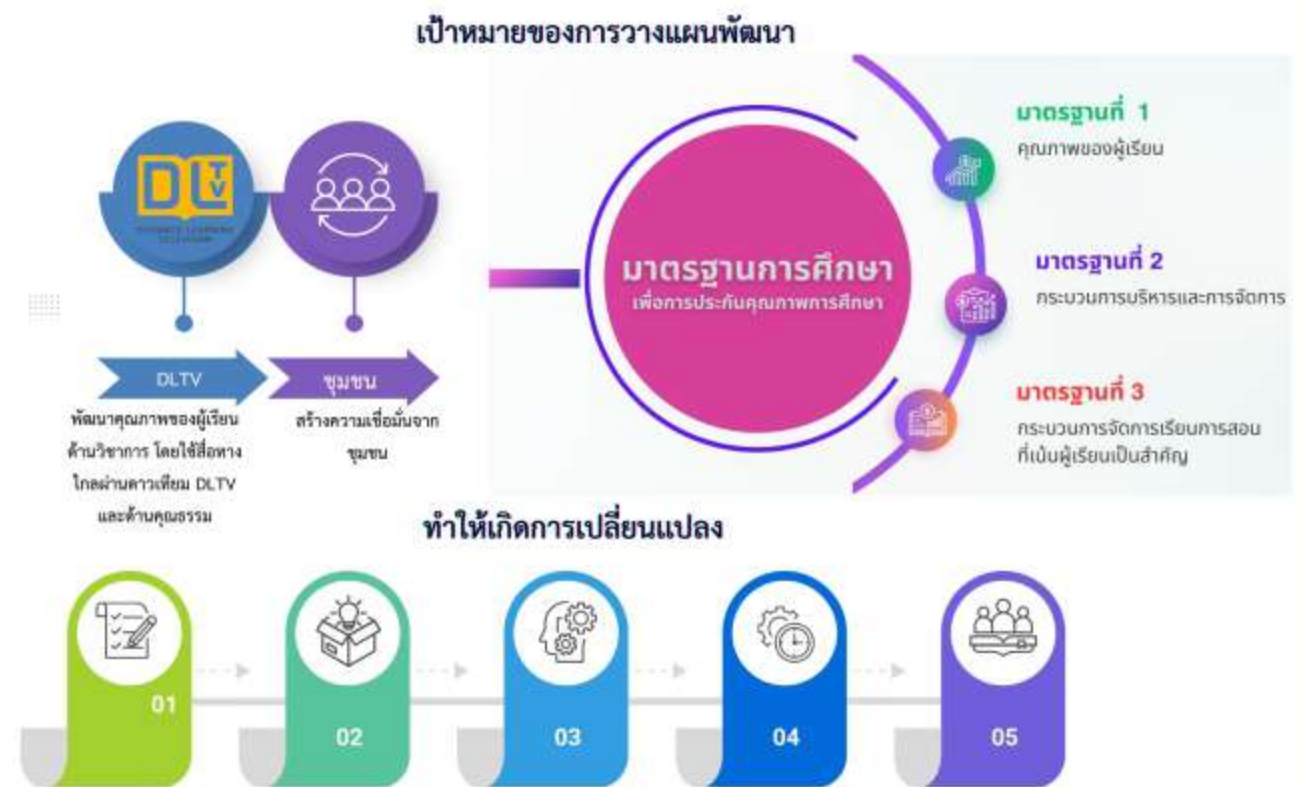 เป้าหมายของการวางแผนพัฒนา
DLTV
DISTANCE LEARNING
TELEVISION
DLTV
พัฒนาคุณภาพของผู้เรียน
ด้านวิชาการ โดยใช้สื่อทาง
ไกลผ่านดาวเทียม DLTV
และด้านคุณธรรม
ชุมชน
สร้างความเชื่อมั่นจาก
ชุมชน
มาตรฐานการศึกษา
เพื่อการประกันคุณภาพการศึกษา
มาตรฐานที่ 1
คุณภาพของผู้เรียน
มาตรฐานที่ 2
กระบวนการบริหารและการจัดการ
มาตรฐานที่ 3
กระบวนการจัดการเรียนการสอน
ที่เน้นผู้เรียนเป็นสำคัญ
ทำให้เกิดการเปลี่ยนแปลง
01
02
03
04
05